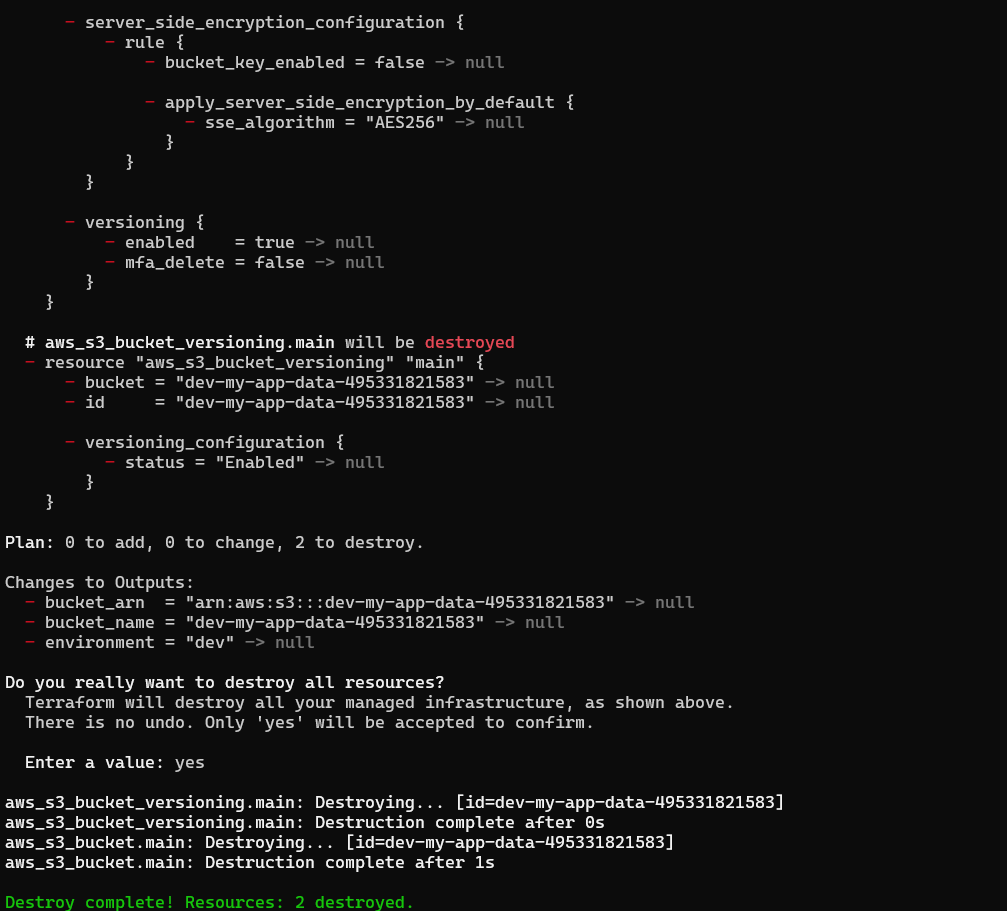 - server_side_encryption_configuration {
- rule {
- bucket_key_enabled = false -> null
- apply_server_side_encryption_by_default {
- sse_algorithm = "AES256" -> null
}
}
}
- versioning {
- enabled    = true -> null
- mfa_delete = false -> null
}
}
# aws_s3_bucket_versioning.main will be destroyed
- resource "aws_s3_bucket_versioning" "main" {
- bucket = "dev-my-app-data-495331821583" -> null
- id     = "dev-my-app-data-495331821583" -> null
- versioning_configuration {
- status = "Enabled" -> null
}
}
Plan: 0 to add, 0 to change, 2 to destroy.
Changes to Outputs:
- bucket_arn  = "arn:aws:s3:::dev-my-app-data-495331821583" -> null
- bucket_name = "dev-my-app-data-495331821583" -> null
- environment = "dev" -> null
Do you really want to destroy all resources?
Terraform will destroy all your managed infrastructure, as shown above.
There is no undo. Only 'yes' will be accepted to confirm.
Enter a value: yes
aws_s3_bucket_versioning.main: Destroying... [id=dev-my-app-data-495331821583]
aws_s3_bucket_versioning.main: Destruction complete after 0s
aws_s3_bucket.main: Destroying... [id=dev-my-app-data-495331821583]
aws_s3_bucket.main: Destruction complete after 1s
Destroy complete! Resources: 2 destroyed.